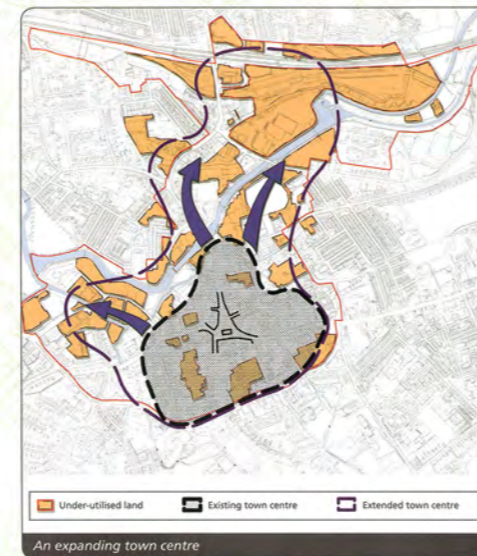 Under-utilised land Existing town centre Extended town centre
An expanding town centre